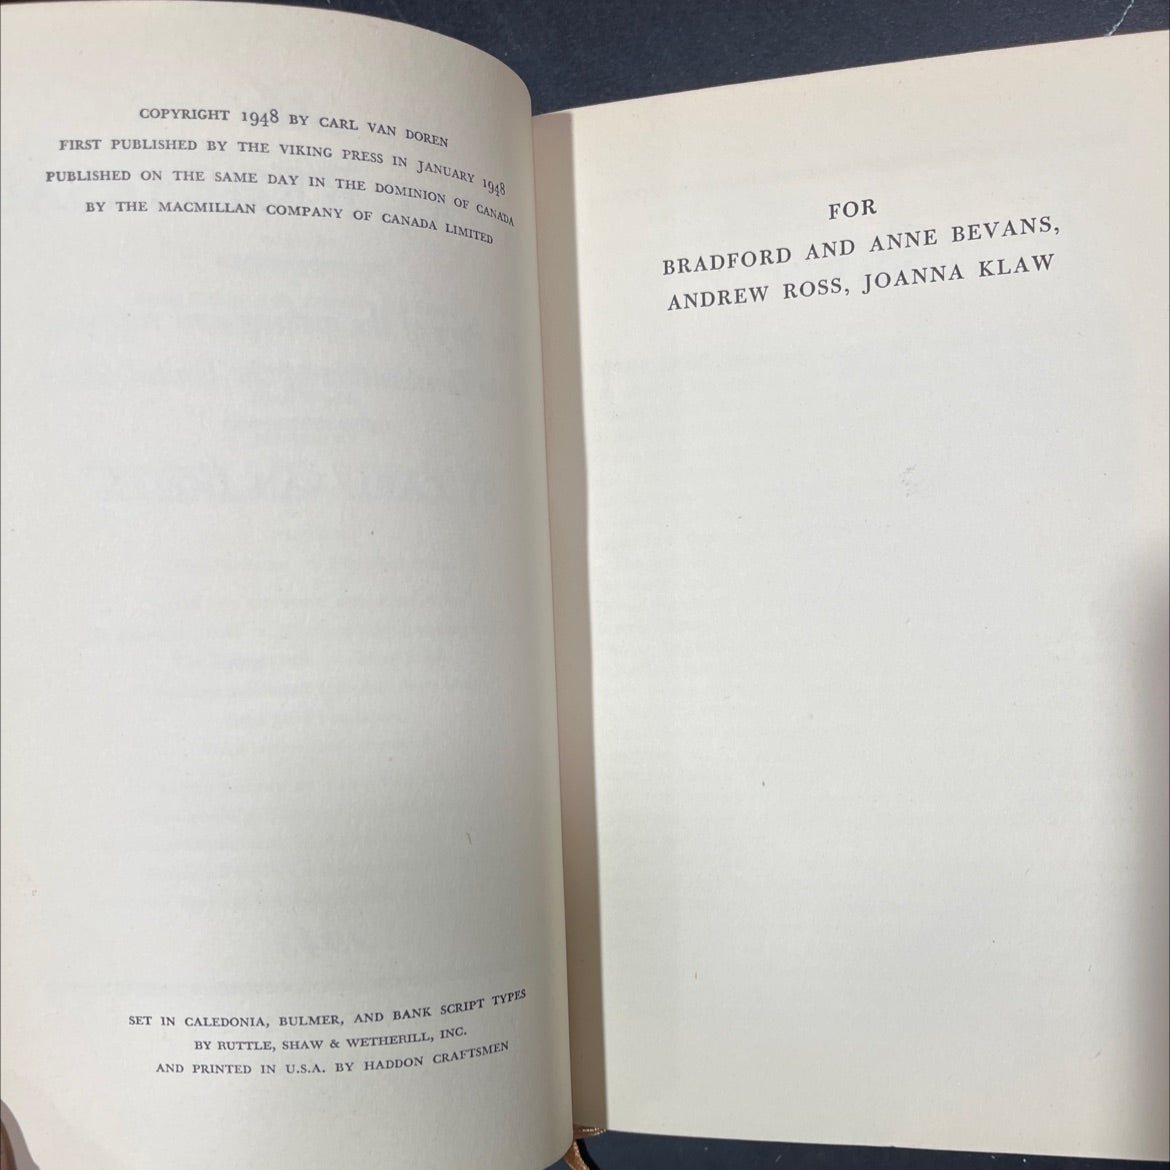 COPYRIGHT 1948 BY CARL VAN DOREN
FIRST PUBLISHED BY THE VIKING PRESS IN JANUARY 1948
PUBLISHED ON THE SAME DAY IN THE DOMINION OF CANADA
BY THE MACMILLAN COMPANY OF CANADA LIMITED
SET IN CALEDONIA, BULMER, AND BANK SCRIPT TYPES
BY RUTTLE, SHAW & WETHERILL, INC.
AND PRINTED IN U.S.A. BY HADDON CRAFTSMEN
FOR
BRADFORD AND ANNE BEVANS,
ANDREW ROSS, JOANNA KLAW